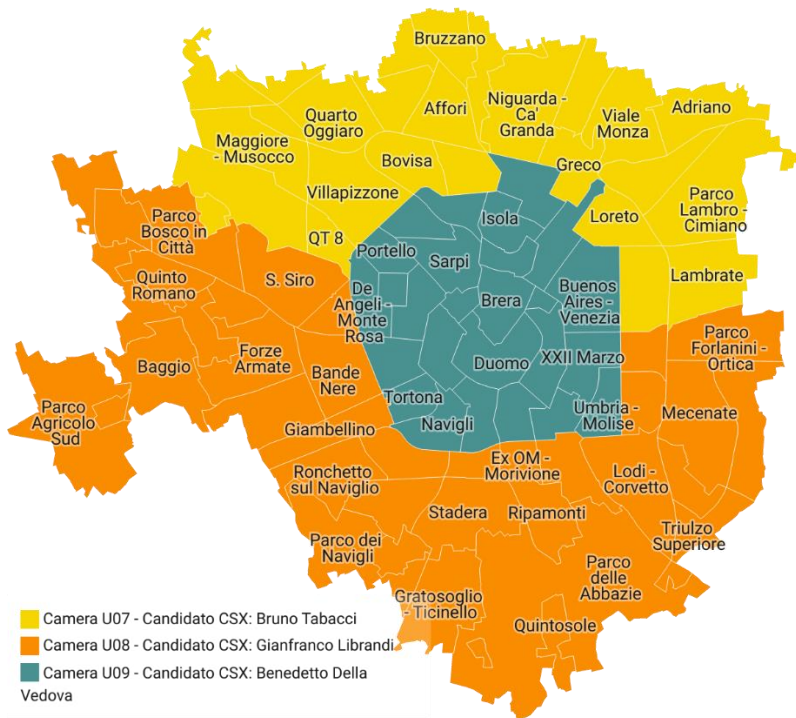 Bruzzano
Niguarda -
Ca'
Granda
Adriano
Affori
Quarto
Oggiaro
Viale
Monza
Maggiore
- Musocco
Bovisa
Greco
Villapizzone
Parco
Lambro -
Cimiano
Isola
Loreto
Parco
Bosco in
Città
QT 8
Portello
Sarpi
Lambrate
Quinto
Romano
S. Siro
De
Angeli -
Monte
Rosa
Brera
Buenos
Aires -
Venezia
Parco
Forlanini -
Ortica
Baggio
Forze
Armate
Bande
Nere
Duomo
XXII Marzo
Parco
Agricolo
Sud
Tortona
Navigli
Umbria -
Molise
Mecenate
Giambellino
Ex OM -
Morivione
Ronchetto
sul Naviglio
Lodi -
Corvetto
Stadera
Ripamonti
Triulzo
Superiore
Parco dei
Navigli
Parco
delle
Abbazie
Gratosoglio
- Ticinello
Quintosole
Camera U07 - Candidato CSX: Bruno Tabacci
Camera U08 - Candidato CSX: Gianfranco Librandi
Camera U09 - Candidato CSX: Benedetto Della
Vedova